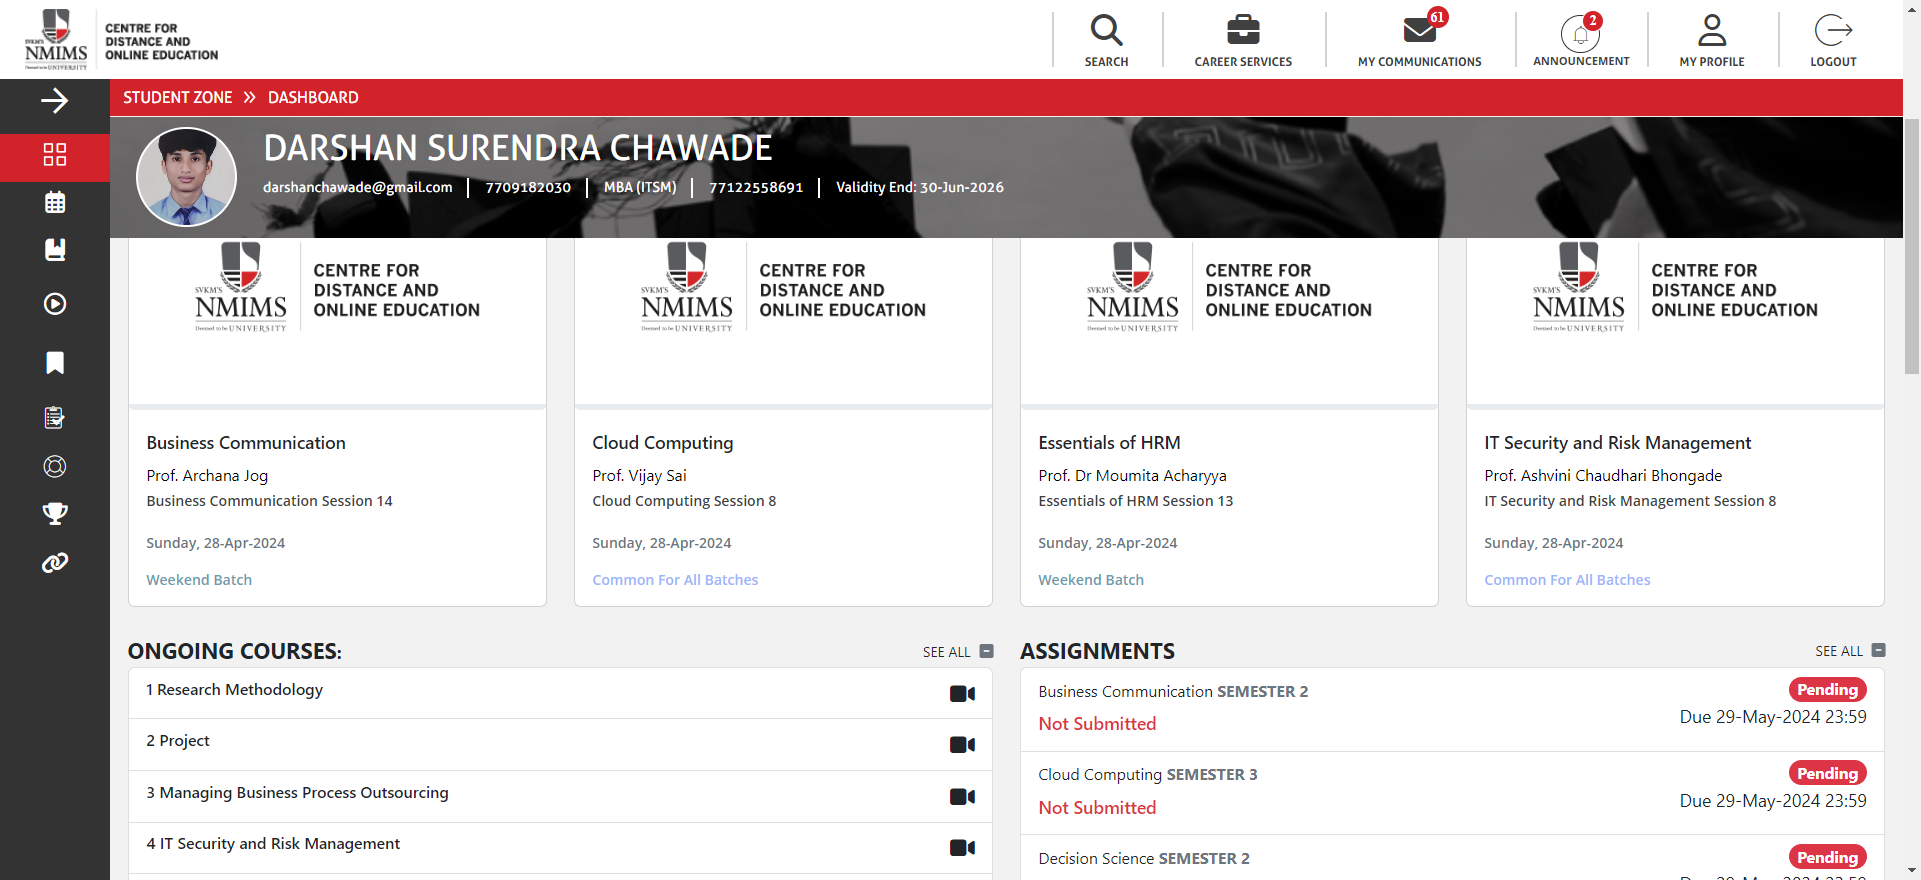 SVKM'S
NMIMS
Deemed to be UNIVERSITY
CENTRE FOR
DISTANCE AND
ONLINE EDUCATION
SEARCH
CAREER SERVICES
61
MY COMMUNICATIONS
2
ANNOUNCEMENT
MY PROFILE
LOGOUT
STUDENT ZONE » DASHBOARD
DARSHAN SURENDRA CHAWADE
darshanchawade@gmail.com | 7709182030 | MBA (ITSM) | 77122558691 | Validity End: 30-Jun-2026
SVKM'S
NMIMS
Deemed to be UNIVERSITY
CENTRE FOR
DISTANCE AND
ONLINE EDUCATION
Business Communication
Prof. Archana Jog
Business Communication Session 14
Sunday, 28-Apr-2024
Weekend Batch
SVKM'S
NMIMS
Deemed to be UNIVERSITY
CENTRE FOR
DISTANCE AND
ONLINE EDUCATION
Cloud Computing
Prof. Vijay Sai
Cloud Computing Session 8
Sunday, 28-Apr-2024
Common For All Batches
SVKM'S
NMIMS
Deemed to be UNIVERSITY
CENTRE FOR
DISTANCE AND
ONLINE EDUCATION
Essentials of HRM
Prof. Dr Moumita Acharyya
Essentials of HRM Session 13
Sunday, 28-Apr-2024
Weekend Batch
SVKM'S
NMIMS
Deemed to be UNIVERSITY
CENTRE FOR
DISTANCE AND
ONLINE EDUCATION
IT Security and Risk Management
Prof. Ashvini Chaudhari Bhongade
IT Security and Risk Management Session 8
Sunday, 28-Apr-2024
Common For All Batches
ONGOING COURSES:
SEE ALL
1 Research Methodology
2 Project
3 Managing Business Process Outsourcing
4 IT Security and Risk Management
ASSIGNMENTS
SEE ALL
Business Communication SEMESTER 2
Pending
Not Submitted
Due 29-May-2024 23:59
Cloud Computing SEMESTER 3
Pending
Not Submitted
Due 29-May-2024 23:59
Decision Science SEMESTER 2
Pending